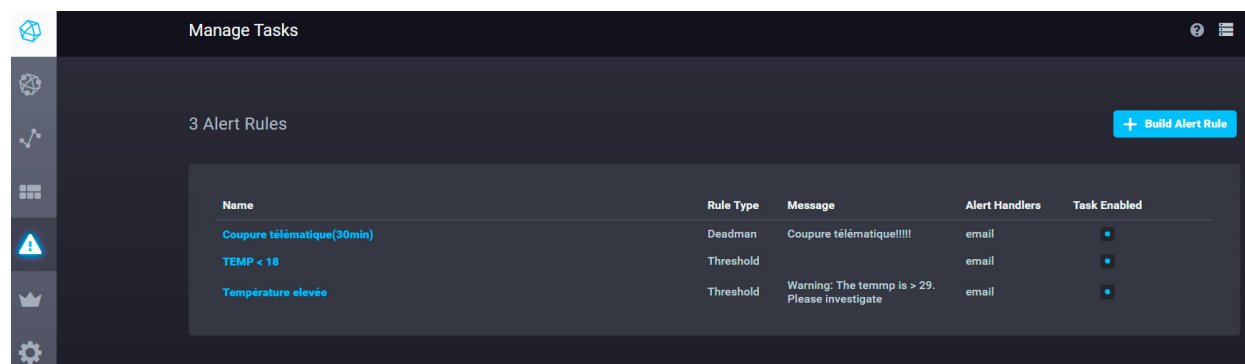 Manage Tasks
3 Alert Rules
+ Build Alert Rule
Name Rule Type Message Alert Handlers Task Enabled
Coupure télématique(30min) Deadman Coupure télématique!!!!! email
TEMP < 18 Threshold email
Température elevée Threshold Warning: The temmp is > 29. email
Please investigate